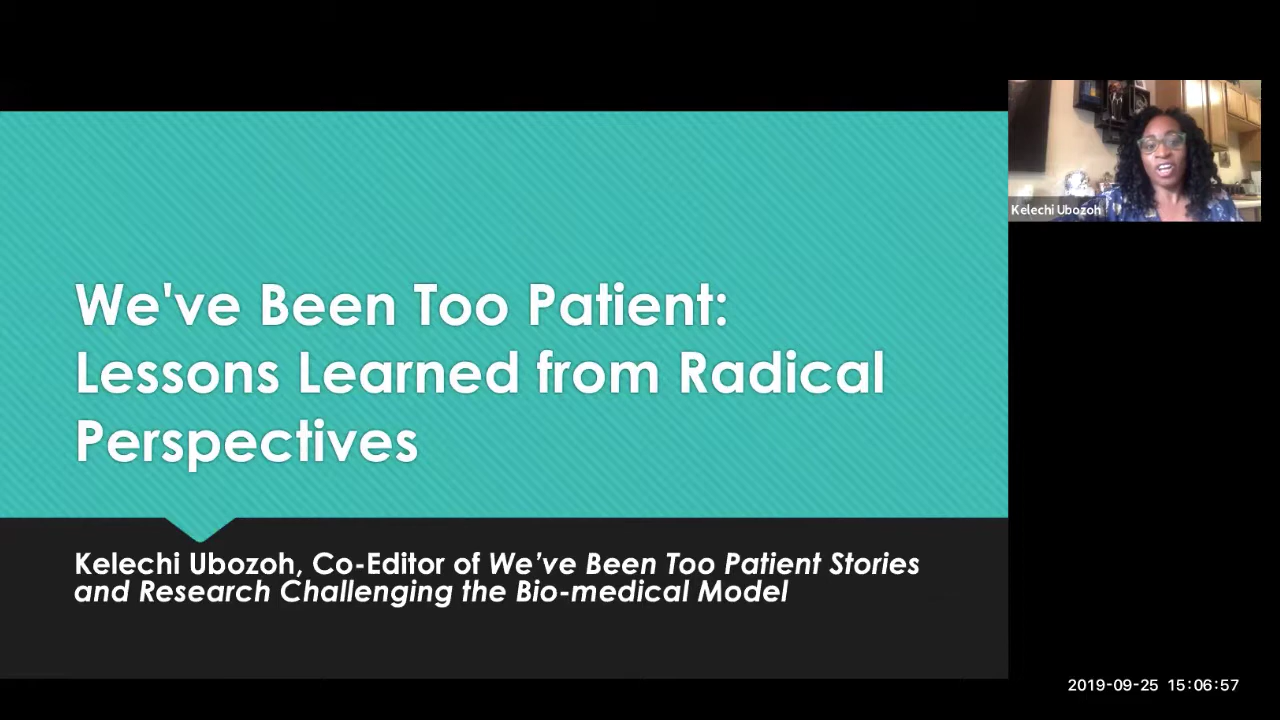 We've Been Too Patient:
Lessons Learned from Radical
Perspectives
Kelechi Ubozoh, Co-Editor of We’ve Been Too Patient Stories
and Research Challenging the Bio-medical Model
Kelechi Ubozoh
2019-09-25 15:06:57